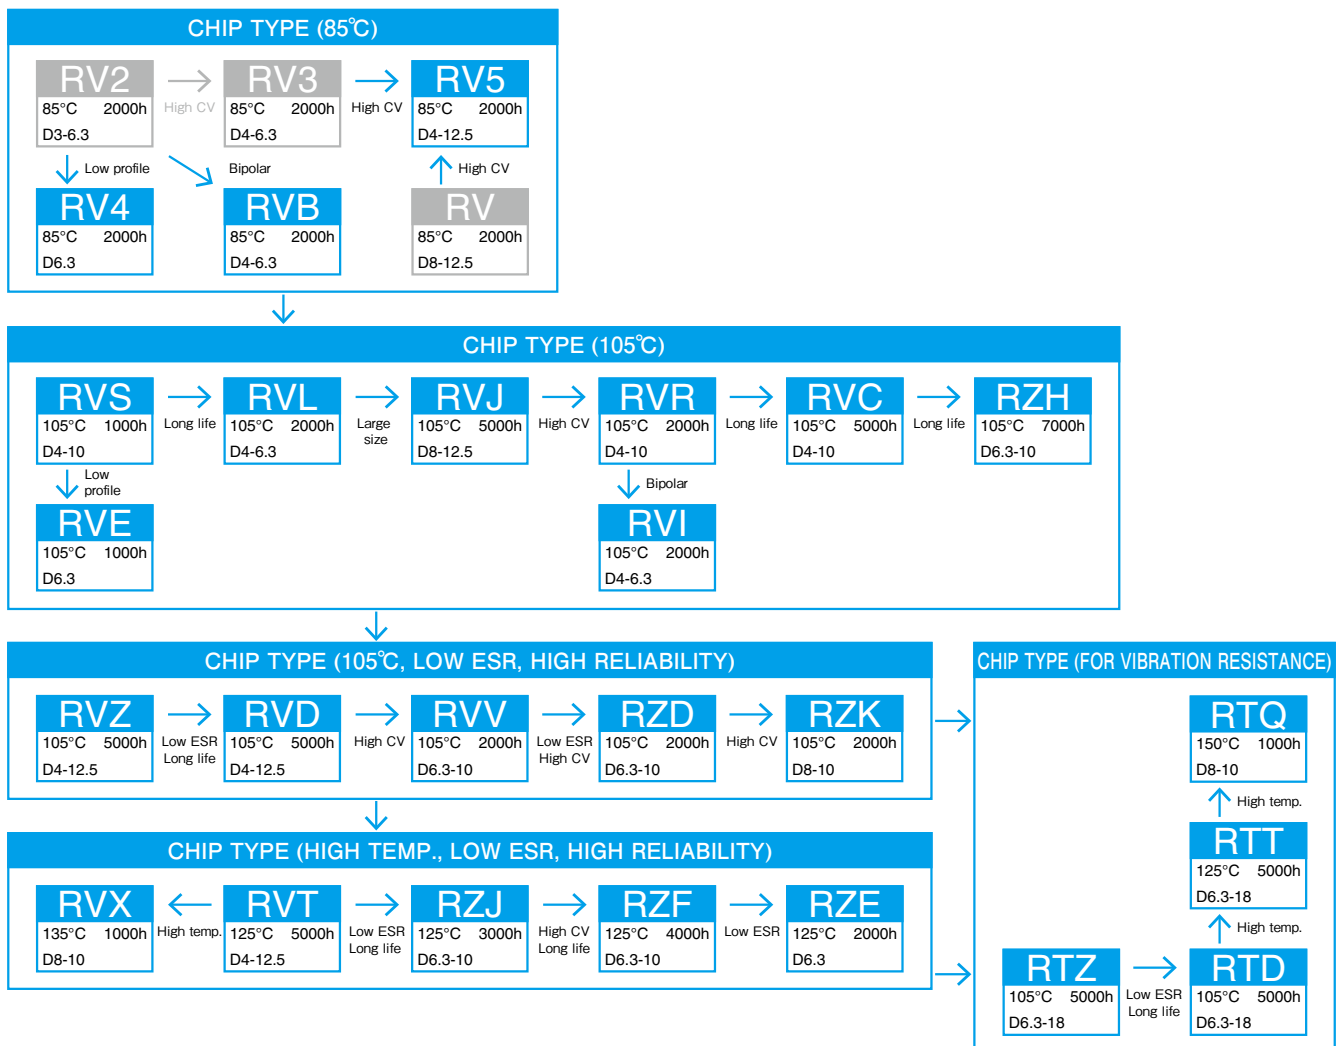 CHIP TYPE (85℃)
RV2
85°C 2000h
D3-6.3
High CV
RV3
85°C 2000h
D4-6.3
High CV
RV5
85°C 2000h
D4-12.5
Low profile
Bipolar
High CV
RV4
85°C 2000h
D6.3
RVB
85°C 2000h
D4-6.3
RV
85°C 2000h
D8-12.5
CHIP TYPE (105℃)
RVS
105°C 1000h
D4-10
Long life
RVL
105°C 2000h
D4-6.3
Large
size
RVJ
105°C 5000h
D8-12.5
High CV
RVR
105°C 2000h
D4-10
Long life
RVC
105°C 5000h
D4-10
Long life
RZH
105°C 7000h
D6.3-10
Low
profile
Bipolar
RVE
105°C 1000h
D6.3
RVI
105°C 2000h
D4-6.3
CHIP TYPE (105℃, LOW ESR, HIGH RELIABILITY)
RVZ
105°C 5000h
D4-12.5
Low ESR
Long life
RVD
105°C 5000h
D4-12.5
High CV
RVV
105°C 2000h
D6.3-10
Low ESR
High CV
RZD
105°C 2000h
D6.3-10
High CV
RZK
105°C 2000h
D8-10
CHIP TYPE (HIGH TEMP., LOW ESR, HIGH RELIABILITY)
RVX
135°C 1000h
D8-10
High temp.
RVT
125°C 5000h
D4-12.5
Low ESR
Long life
RZJ
125°C 3000h
D6.3-10
High CV
Long life
RZF
125°C 4000h
D6.3-10
Low ESR
RZE
125°C 2000h
D6.3
CHIP TYPE (FOR VIBRATION RESISTANCE)
RTQ
150°C 1000h
D8-10
High temp.
RTT
125°C 5000h
D6.3-18
High temp.
RTZ
105°C 5000h
D6.3-18
Low ESR
Long life
RTD
105°C 5000h
D6.3-18